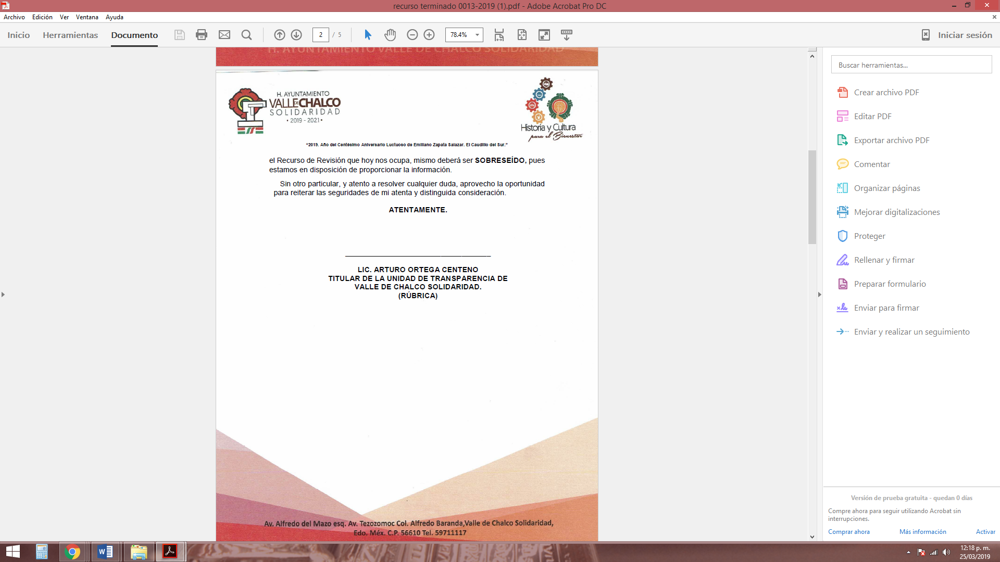 recurso terminado 0013-2019 (1).pdf - Adobe Acrobat Pro DC
Archivo Edición Ver Ventana Ayuda
Inicio Herramientas Documento 2 / 5 78.4% Iniciar sesión
H. AYUNTAMIENTO VALLE DE CHALCO SOLIDARIDAD
H. AYUNTAMIENTO
VALLE DE CHALCO
SOLIDARIDAD
• 2019 - 2021 •
Historia y Cultura
para el Bienestar
“2019. Año del Centésimo Aniversario Luctuoso de Emiliano Zapata Salazar. El Caudillo del Sur.”
el Recurso de Revisión que hoy nos ocupa, mismo deberá ser SOBRESEÍDO, pues
estamos en disposición de proporcionar la información.
Sin otro particular, y atento a resolver cualquier duda, aprovecho la oportunidad
para reiterar las seguridades de mi atenta y distinguida consideración.
ATENTAMENTE.
LIC. ARTURO ORTEGA CENTENO
TITULAR DE LA UNIDAD DE TRANSPARENCIA DE
VALLE DE CHALCO SOLIDARIDAD.
(RÚBRICA)
Av. Alfredo del Mazo esq. Av. Tezozomoc Col. Alfredo Baranda,Valle de Chalco Solidaridad,
Edo. Méx. C.P. 56610 Tel. 59711117
Buscar herramientas...
Crear archivo PDF
Editar PDF
Exportar archivo PDF
Comentar
Organizar páginas
Mejorar digitalizaciones
Proteger
Rellenar y firmar
Preparar formulario
Enviar para firmar
Enviar y realizar un seguimiento
Versión de prueba gratuita - quedan 0 días
Compre ahora para seguir utilizando Acrobat sin
interrupciones.
Comprar ahora Más información Activar
12:18 p. m.
25/03/2019